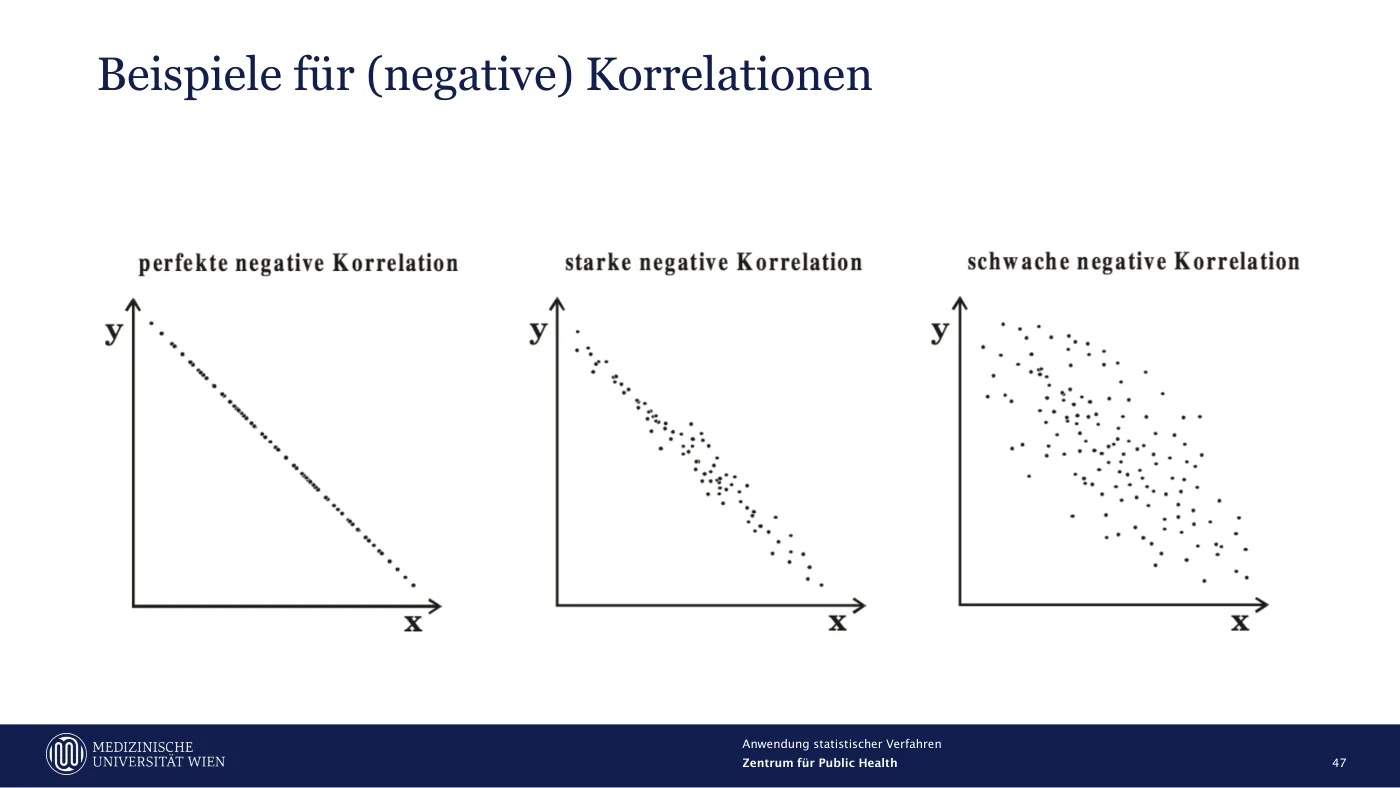 Beispiele für (negative) Korrelationen
perfekte negative Korrelation
starke negative Korrelation
schwache negative Korrelation
y
x
y
x
y
x
MEDIZINISCHE
UNIVERSITÄT WIEN
Anwendung statistischer Verfahren
Zentrum für Public Health
47